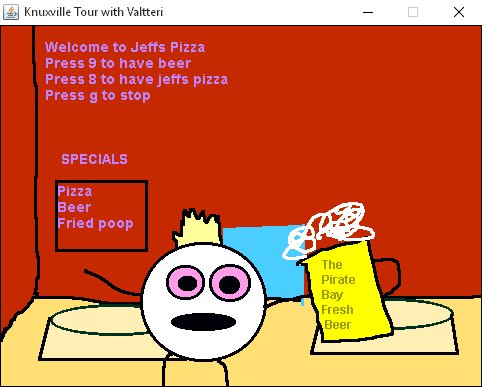 Knuxville Tour with Valtteri
Welcome to Jeffs Pizza
Press 9 to have beer
Press 8 to have jeffs pizza
Press g to stop
SPECIALS
Pizza
Beer
Fried poop
The
Pirate
Bay
Fresh
Beer